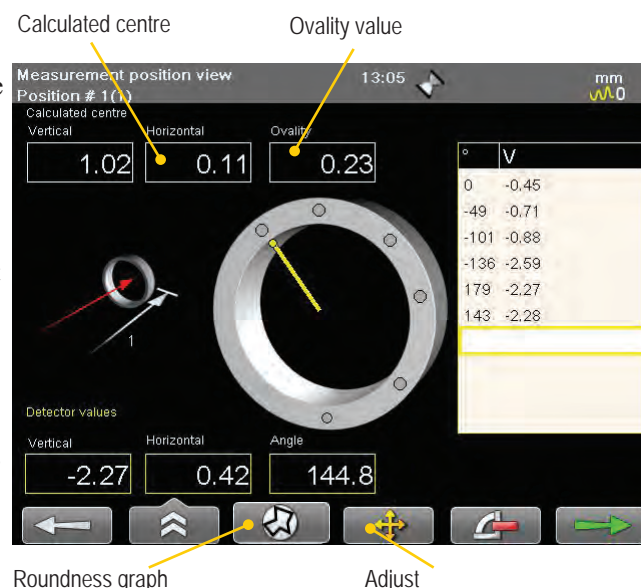 Calculated centre
Ovality value
Measurement position view
13:05
mm
Position # 1(1)
0
Calculated centre
Vertical
Horizontal
Ovality
1.02
0.11
0.23
° V
0 -0,45
-49 -0,71
-101 -0,88
-136 -2,59
179 -2,27
143 -2,28
1
Detector values
Vertical
Horizontal
Angle
-2.27
0.42
144.8
Roundness graph
Adjust